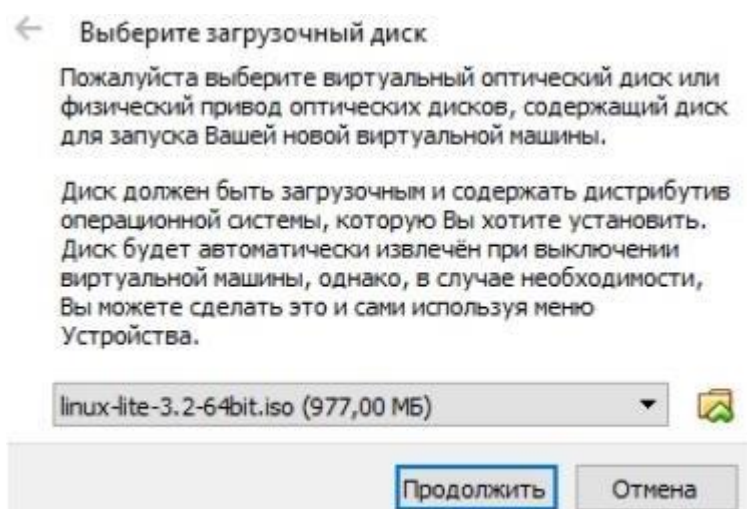 Выберите загрузочный диск
Пожалуйста выберите виртуальный оптический диск или
физический привод оптических дисков, содержащий диск
для запуска Вашей новой виртуальной машины.
Диск должен быть загрузочным и содержать дистрибутив
операционной системы, которую Вы хотите установить.
Диск будет автоматически извлечён при выключении
виртуальной машины, однако, в случае необходимости,
Вы можете сделать это и сами используя меню
Устройства.
linux-lite-3.2-64bit.iso (977,00 МБ)
Продолжить Отмена